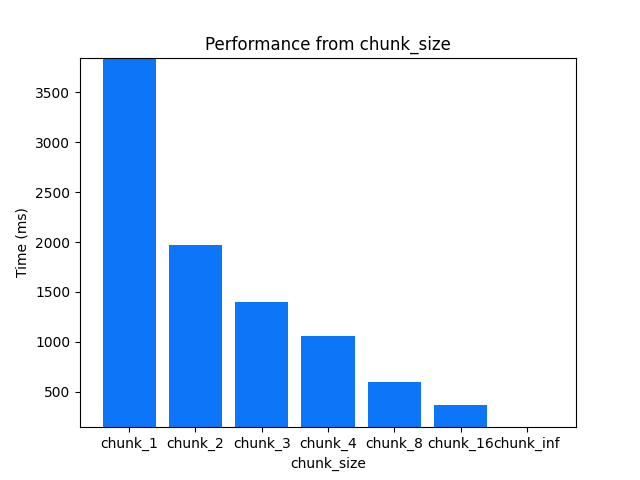 Performance from chunk_size
Time (ms)
3500
3000
2500
2000
1500
1000
500
chunk_1 chunk_2 chunk_3 chunk_4 chunk_8 chunk_16 chunk_inf
chunk_size